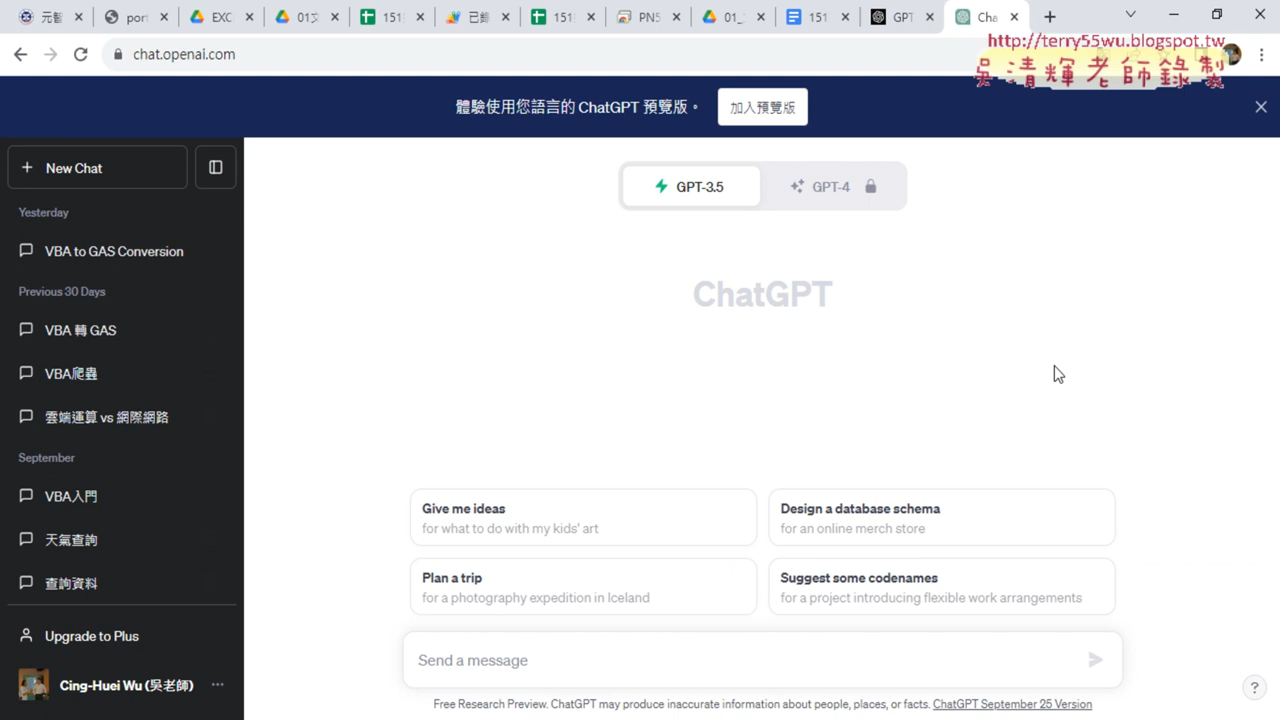 元智
port
EXC
01文
151
已錄
151
PN5
01_
151
GPT
Cha
chat.openai.com
http://terry55wu.blogspot.tw
吳清輝老師錄製
體驗使用您語言的 ChatGPT 預覽版。
加入預覽版
New Chat
GPT-3.5
GPT-4
Yesterday
VBA to GAS Conversion
Previous 30 Days
ChatGPT
VBA 轉 GAS
VBA爬蟲
雲端運算 vs 網際網路
September
VBA入門
天氣查詢
查詢資料
Give me ideas
for what to do with my kids' art
Design a database schema
for an online merch store
Plan a trip
for a photography expedition in Iceland
Suggest some codenames
for a project introducing flexible work arrangements
Upgrade to Plus
Cing-Huei Wu (吳老師)
Send a message
Free Research Preview. ChatGPT may produce inaccurate information about people, places, or facts. ChatGPT September 25 Version
?